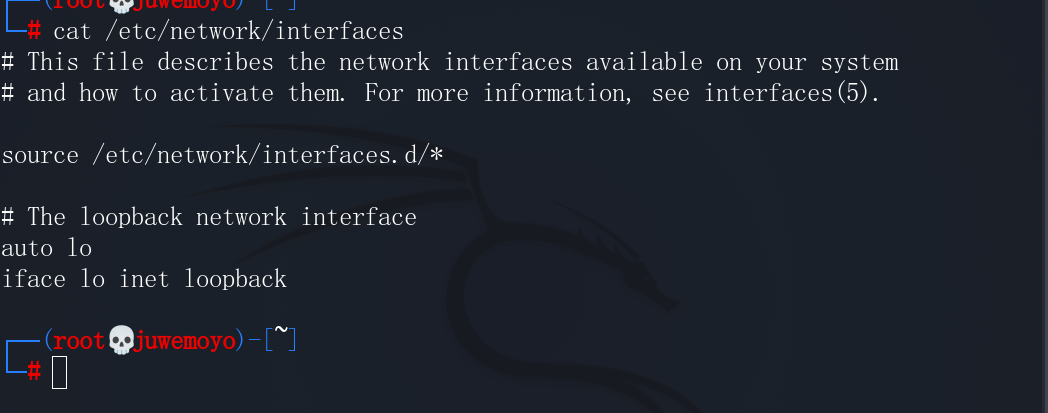 ┌──(root💀juwemoyo)-[~]
└─# cat /etc/network/interfaces
# This file describes the network interfaces available on your system
# and how to activate them. For more information, see interfaces(5).
source /etc/network/interfaces.d/*
# The loopback network interface
auto lo
iface lo inet loopback
┌──(root💀juwemoyo)-[~]
└─#